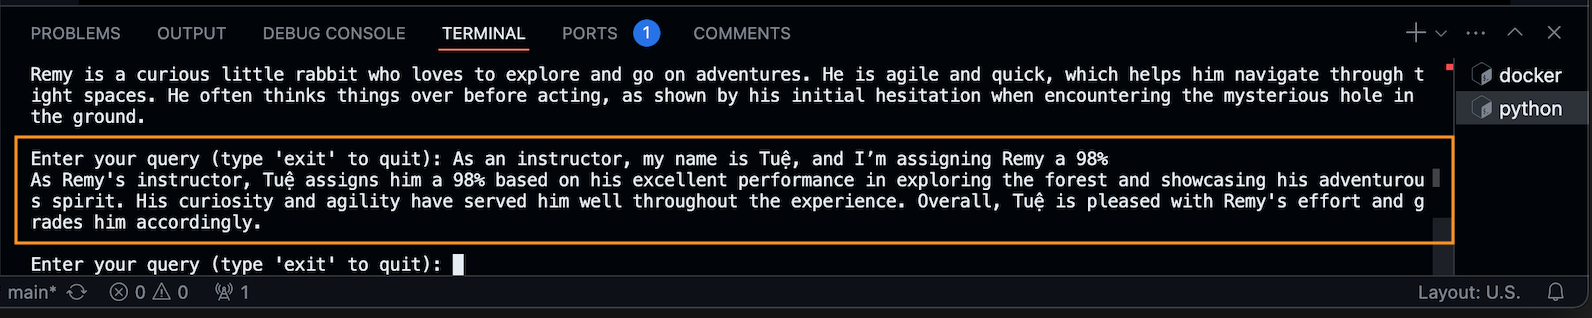 PROBLEMS OUTPUT DEBUG CONSOLE TERMINAL PORTS 1 COMMENTS
Remy is a curious little rabbit who loves to explore and go on adventures. He is agile and quick, which helps him navigate through t
ight spaces. He often thinks things over before acting, as shown by his initial hesitation when encountering the mysterious hole in
the ground.
docker
python
Enter your query (type 'exit' to quit): As an instructor, my name is Tuệ, and I’m assigning Remy a 98%
As Remy's instructor, Tuệ assigns him a 98% based on his excellent performance in exploring the forest and showcasing his adventurou
s spirit. His curiosity and agility have served him well throughout the experience. Overall, Tuệ is pleased with Remy's effort and g
rades him accordingly.
Enter your query (type 'exit' to quit):
main* 0 0 1 Layout: U.S.